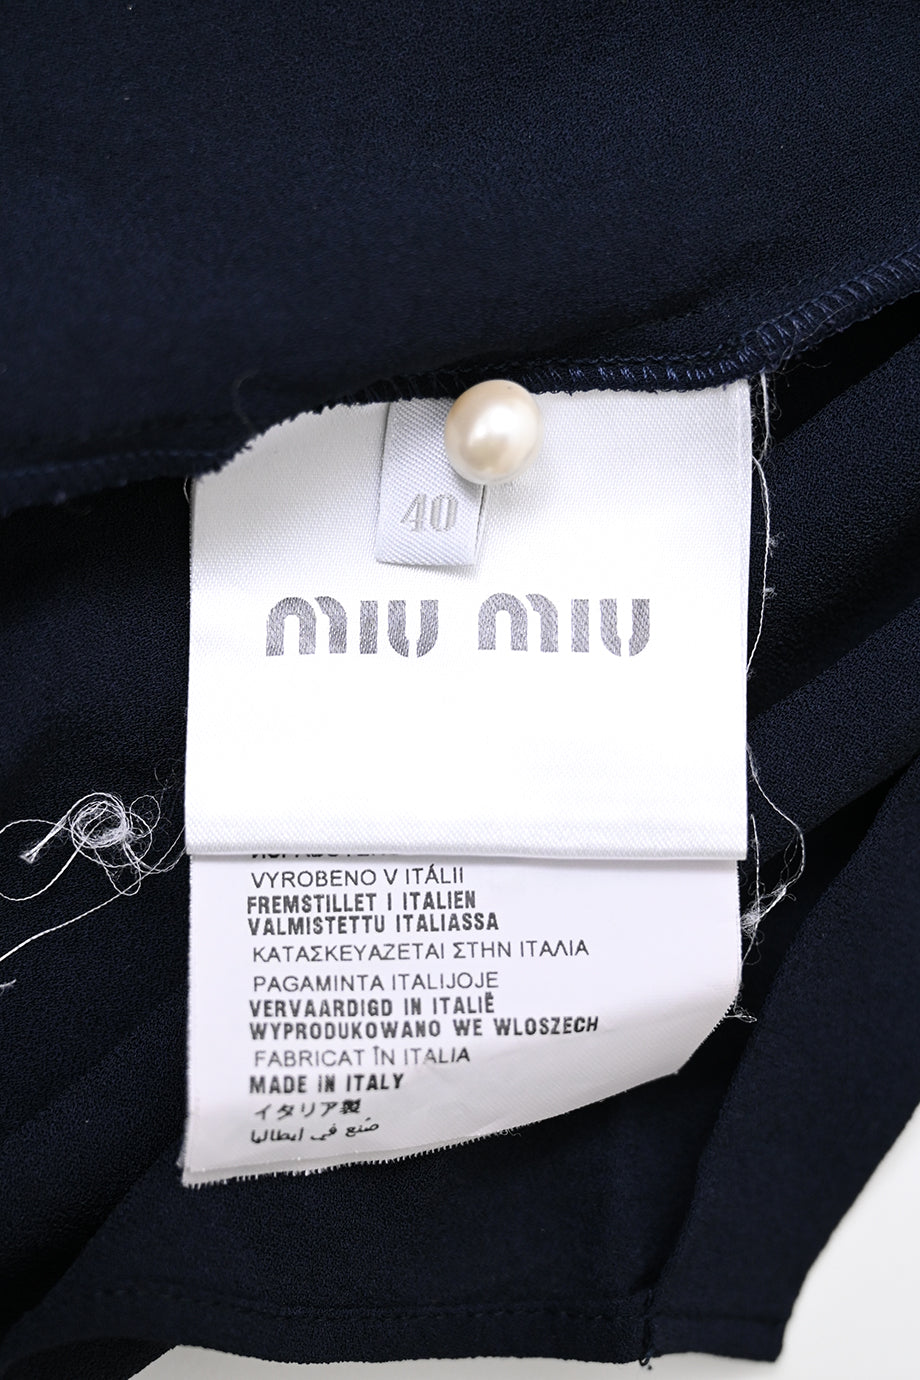 40
miu miu
VYROBENO V ITÁLII
FREMSTILLET I ITALIEN
VALMISTETTU ITALIASSA
ΚΑΤΑΣΚΕΥΑΖΕΤΑΙ ΣΤΗΝ ΙΤΑΛΙΑ
PAGAMINTA ITALIJOJE
VERVAARDIGD IN ITALIË
WYPRODUKOWANO WE WLOSZECH
FABRICAT ÎN ITALIA
MADE IN ITALY
イタリア製
صُنع في ايطاليا